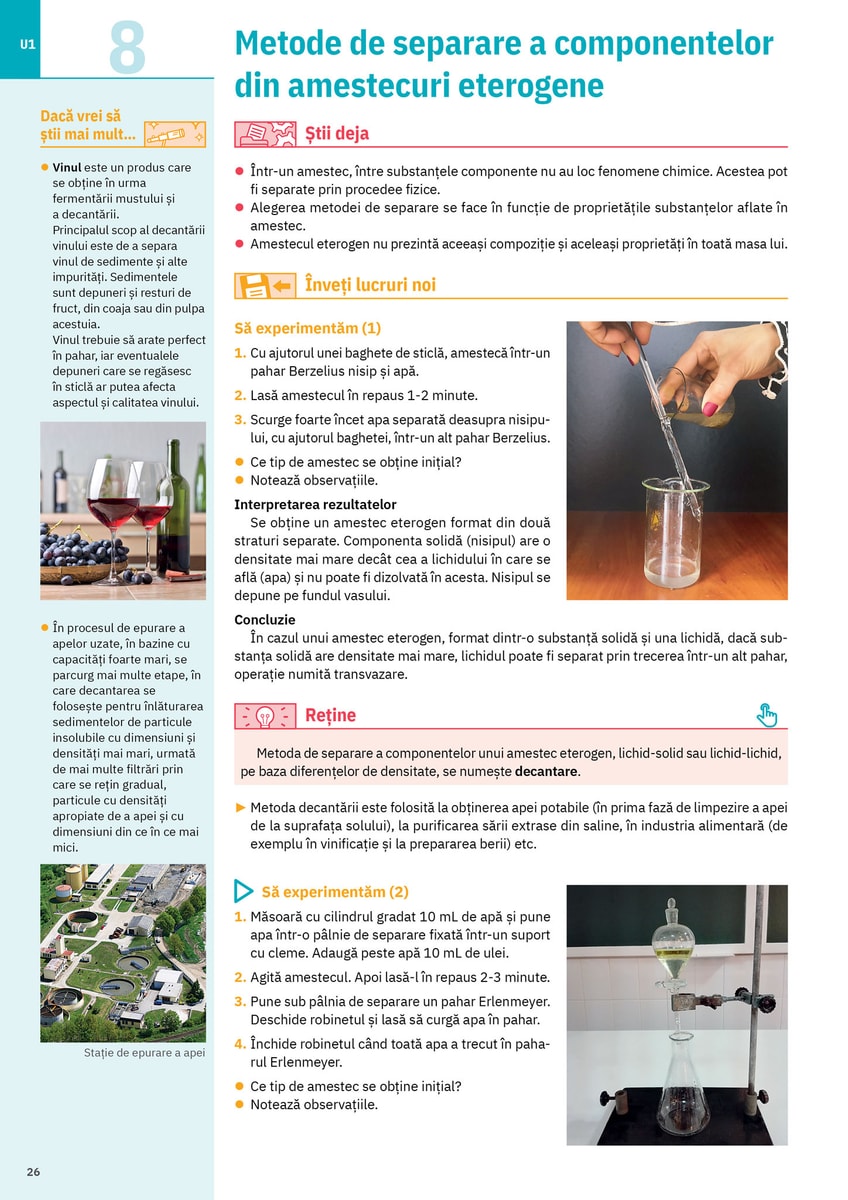 U1
8
Metode de separare a componentelor
din amestecuri eterogene
Dacă vrei să
știi mai mult...
● Vinul este un produs care
se obține în urma
fermentării mustului și
a decantării.
Principalul scop al decantării
vinului este de a separa
vinul de sedimente și alte
impurități. Sedimentele
sunt depuneri și resturi de
fruct, din coaja sau din pulpa
acestuia.
Vinul trebuie să arate perfect
în pahar, iar eventualele
depuneri care se regăsesc
în sticlă ar putea afecta
aspectul și calitatea vinului.
● În procesul de epurare a
apelor uzate, în bazine cu
capacități foarte mari, se
parcurg mai multe etape, în
care decantarea se
folosește pentru înlăturarea
sedimentelor de particule
insolubile cu dimensiuni și
densități mai mari, urmată
de mai multe filtrări prin
care se rețin gradual,
particule cu densități
apropiate de a apei și cu
dimensiuni din ce în ce mai
mici.
Stație de epurare a apei
Știi deja
● Într-un amestec, între substanțele componente nu au loc fenomene chimice. Acestea pot
fi separate prin procedee fizice.
● Alegerea metodei de separare se face în funcție de proprietățile substanțelor aflate în
amestec.
● Amestecul eterogen nu prezintă aceeași compoziție și aceleași proprietăți în toată masa lui.
Înveți lucruri noi
Să experimentăm (1)
1. Cu ajutorul unei baghete de sticlă, amestecă într-un
pahar Berzelius nisip și apă.
2. Lasă amestecul în repaus 1-2 minute.
3. Scurge foarte încet apa separată deasupra nisipu-
lui, cu ajutorul baghetei, într-un alt pahar Berzelius.
● Ce tip de amestec se obține inițial?
● Notează observațiile.
Interpretarea rezultatelor
Se obține un amestec eterogen format din două
straturi separate. Componenta solidă (nisipul) are o
densitate mai mare decât cea a lichidului în care se
află (apa) și nu poate fi dizolvată în acesta. Nisipul se
depune pe fundul vasului.
Concluzie
În cazul unui amestec eterogen, format dintr-o substanță solidă și una lichidă, dacă sub-
stanța solidă are densitate mai mare, lichidul poate fi separat prin trecerea într-un alt pahar,
operație numită transvazare.
Reține
Metoda de separare a componentelor unui amestec eterogen, lichid-solid sau lichid-lichid,
pe baza diferențelor de densitate, se numește decantare.
► Metoda decantării este folosită la obținerea apei potabile (în prima fază de limpezire a apei
de la suprafața solului), la purificarea sării extrase din saline, în industria alimentară (de
exemplu în vinificație și la prepararea berii) etc.
Să experimentăm (2)
1. Măsoară cu cilindrul gradat 10 mL de apă și pune
apa într-o pâlnie de separare fixată într-un suport
cu cleme. Adaugă peste apă 10 mL de ulei.
2. Agită amestecul. Apoi lasă-l în repaus 2-3 minute.
3. Pune sub pâlnia de separare un pahar Erlenmeyer.
Deschide robinetul și lasă să curgă apa în pahar.
4. Închide robinetul când toată apa a trecut în paha-
rul Erlenmeyer.
● Ce tip de amestec se obține inițial?
● Notează observațiile.
26